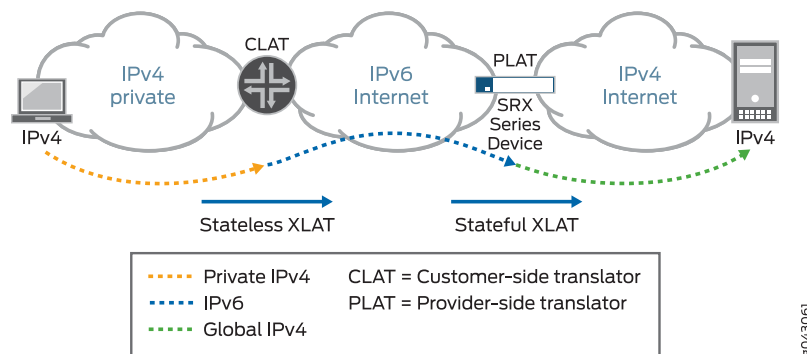 CLAT
PLAT
IPv4
private
IPv6
Internet
IPv4
Internet
SRX
Series
Device
IPv4
IPv4
Stateless XLAT
Stateful XLAT
Private IPv4
CLAT = Customer-side translator
IPv6
PLAT = Provider-side translator
Global IPv4
g043061